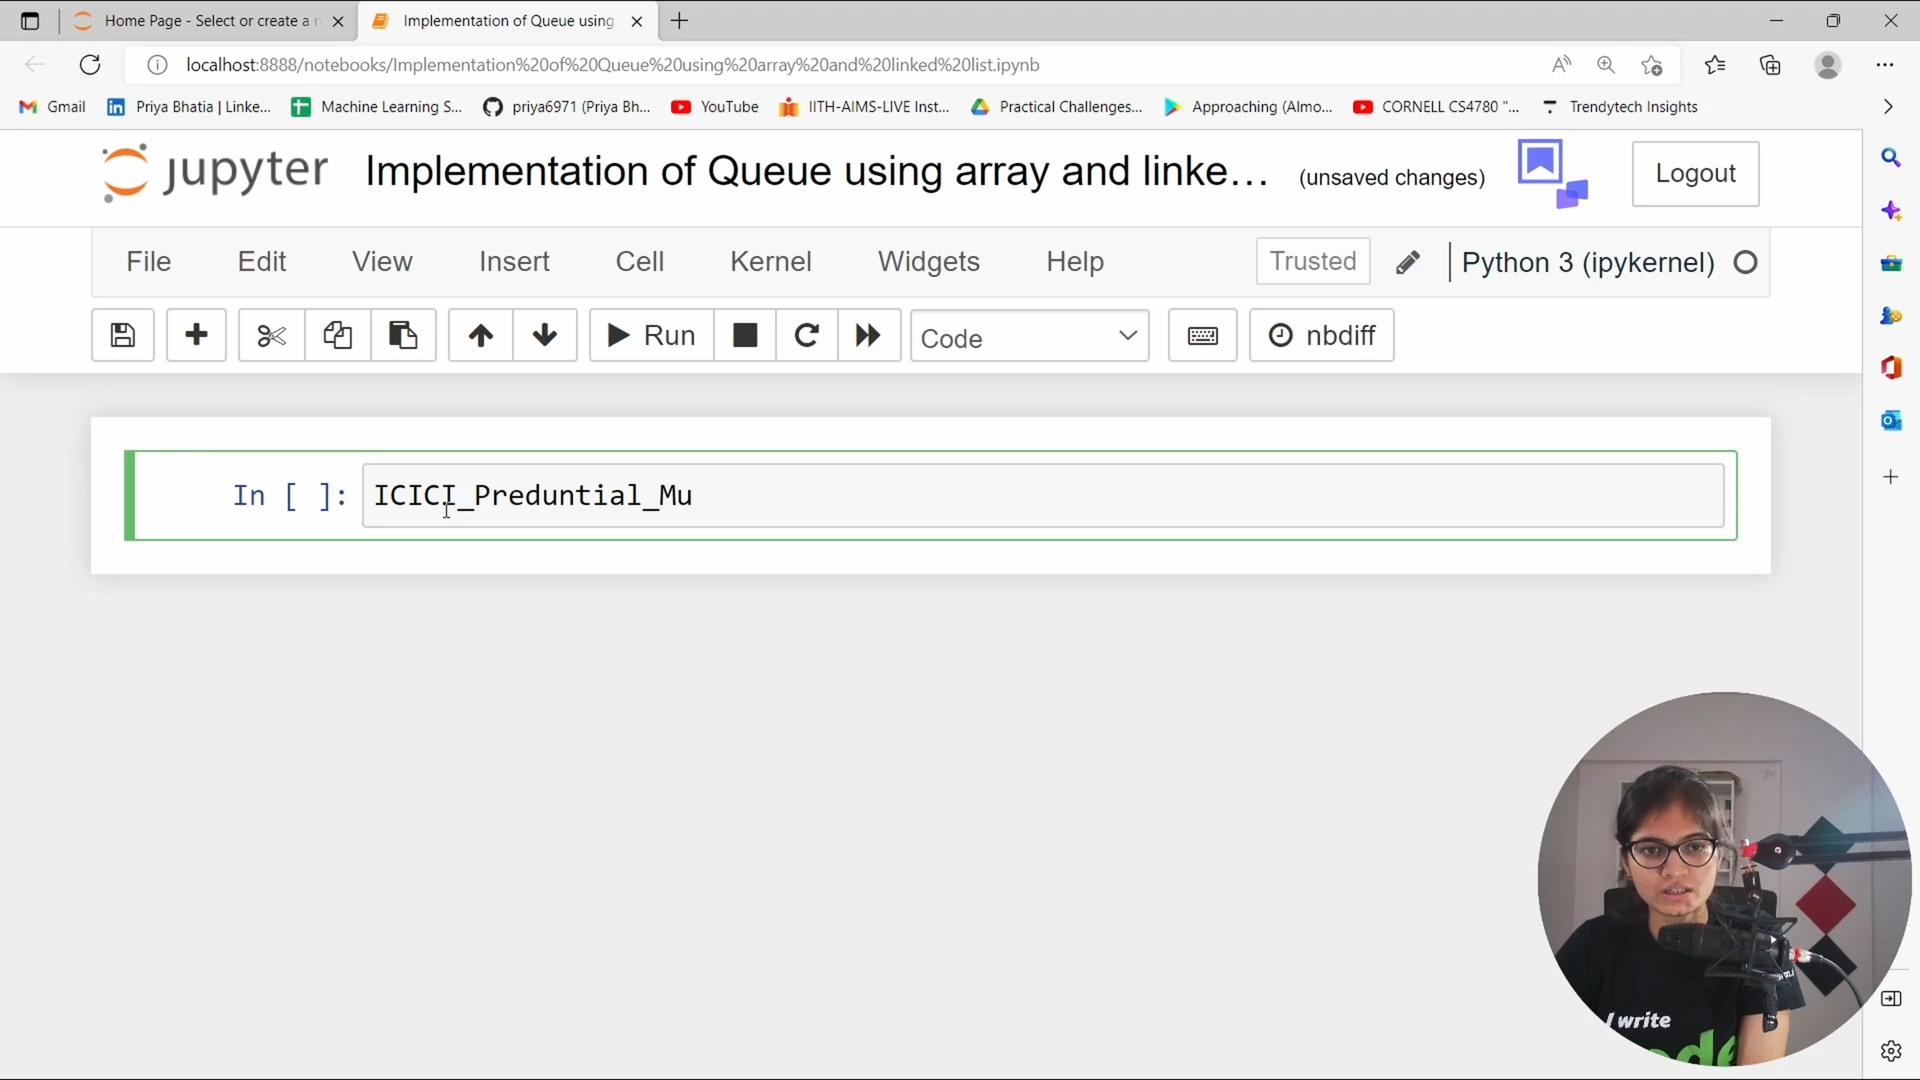 Home Page - Select or create a n
Implementation of Queue using
localhost:8888/notebooks/Implementation%20of%20Queue%20using%20array%20and%20linked%20list.ipynb
Gmail
Priya Bhatia | Linke...
Machine Learning S...
priya6971 (Priya Bh...
YouTube
IITH-AIMS-LIVE Inst...
Practical Challenges...
Approaching (Almo...
CORNELL CS4780 "...
Trendytech Insights
jupyter
Implementation of Queue using array and linke...
(unsaved changes)
Logout
File
Edit
View
Insert
Cell
Kernel
Widgets
Help
Trusted
Python 3 (ipykernel)
Run
Code
nbdiff
In [ ]: ICICI_Preduntial_Mu
I write